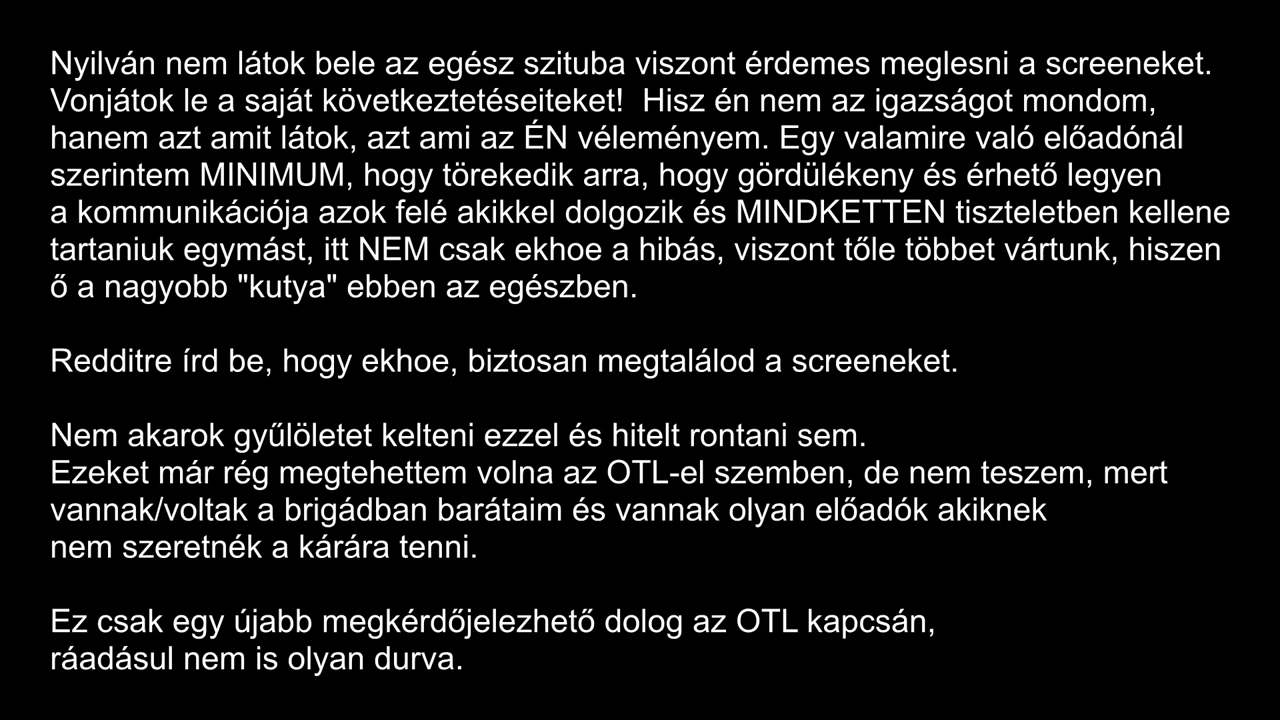 Nyilván nem látok bele az egész szituba viszont érdemes meglesni a screeneket.
Vonjátok le a saját következtetéseiteket!  Hisz én nem az igazságot mondom,
hanem azt amit látok, azt ami az ÉN véleményem. Egy valamire való előadónál
szerintem MINIMUM, hogy törekedik arra, hogy gördülékeny és érhető legyen
a kommunikációja azok felé akikkel dolgozik és MINDKETTEN tiszteletben kellene
tartaniuk egymást, itt NEM csak ekhoe a hibás, viszont tőle többet vártunk, hiszen
ő a nagyobb "kutya" ebben az egészben.

Redditre írd be, hogy ekhoe, biztosan megtalálod a screeneket.

Nem akarok gyűlöletet kelteni ezzel és hitelt rontani sem.
Ezeket már rég megtehettem volna az OTL-el szemben, de nem teszem, mert
vannak/voltak a brigádban barátaim és vannak olyan előadók akiknek
nem szeretnék a kárára tenni.

Ez csak egy újabb megkérdőjelezhető dolog az OTL kapcsán,
ráadásul nem is olyan durva.